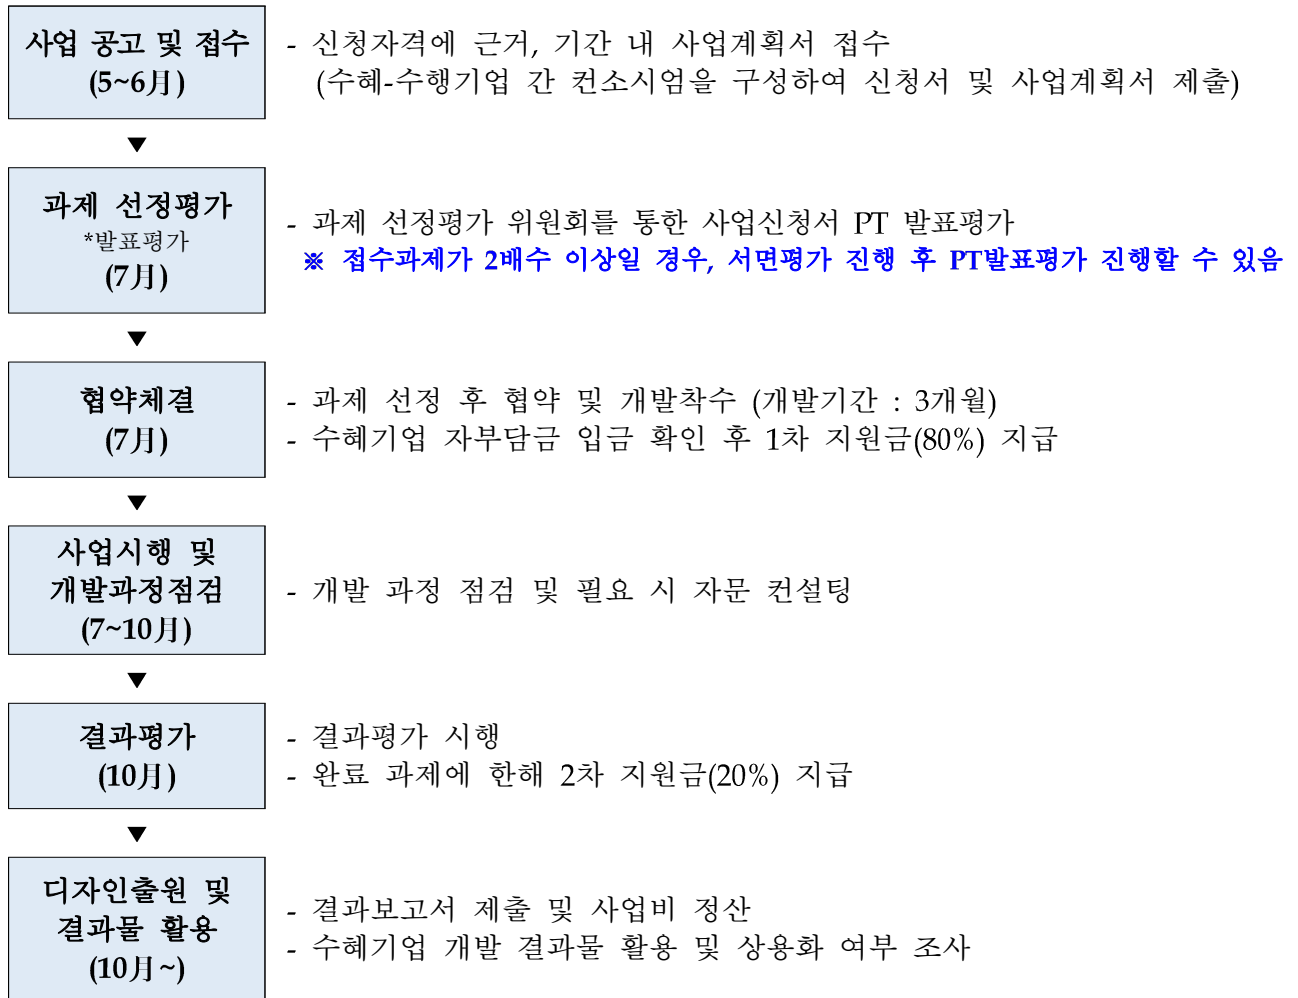 사업 공고 및 접수
(5~6月)
- 신청자격에 근거, 기간 내 사업계획서 접수
(수혜-수행기업 간 컨소시엄을 구성하여 신청서 및 사업계획서 제출)
▼
과제 선정평가
*발표평가
(7月)
- 과제 선정평가 위원회를 통한 사업신청서 PT 발표평가
※ 접수과제가 2배수 이상일 경우, 서면평가 진행 후 PT발표평가 진행할 수 있음
▼
협약체결
(7月)
- 과제 선정 후 협약 및 개발착수 (개발기간 : 3개월)
- 수혜기업 자부담금 입금 확인 후 1차 지원금(80%) 지급
▼
사업시행 및
개발과정점검
(7~10月)
- 개발 과정 점검 및 필요 시 자문 컨설팅
▼
결과평가
(10月)
- 결과평가 시행
- 완료 과제에 한해 2차 지원금(20%) 지급
▼
디자인출원 및
결과물 활용
(10月~)
- 결과보고서 제출 및 사업비 정산
- 수혜기업 개발 결과물 활용 및 상용화 여부 조사